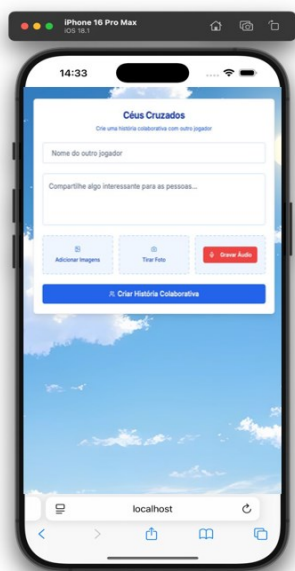 iPhone 16 Pro Max
iOS 18.1
14:33
Céus Cruzados
Crie uma história colaborativa com outro jogador
Nome do outro jogador
Compartilhe algo interessante para as pessoas...
Adicionar Imagens
Tirar Foto
Gravar Áudio
Criar História Colaborativa
localhost